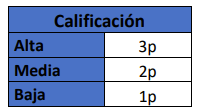 Calificación
Alta 3p
Media 2p
Baja 1p